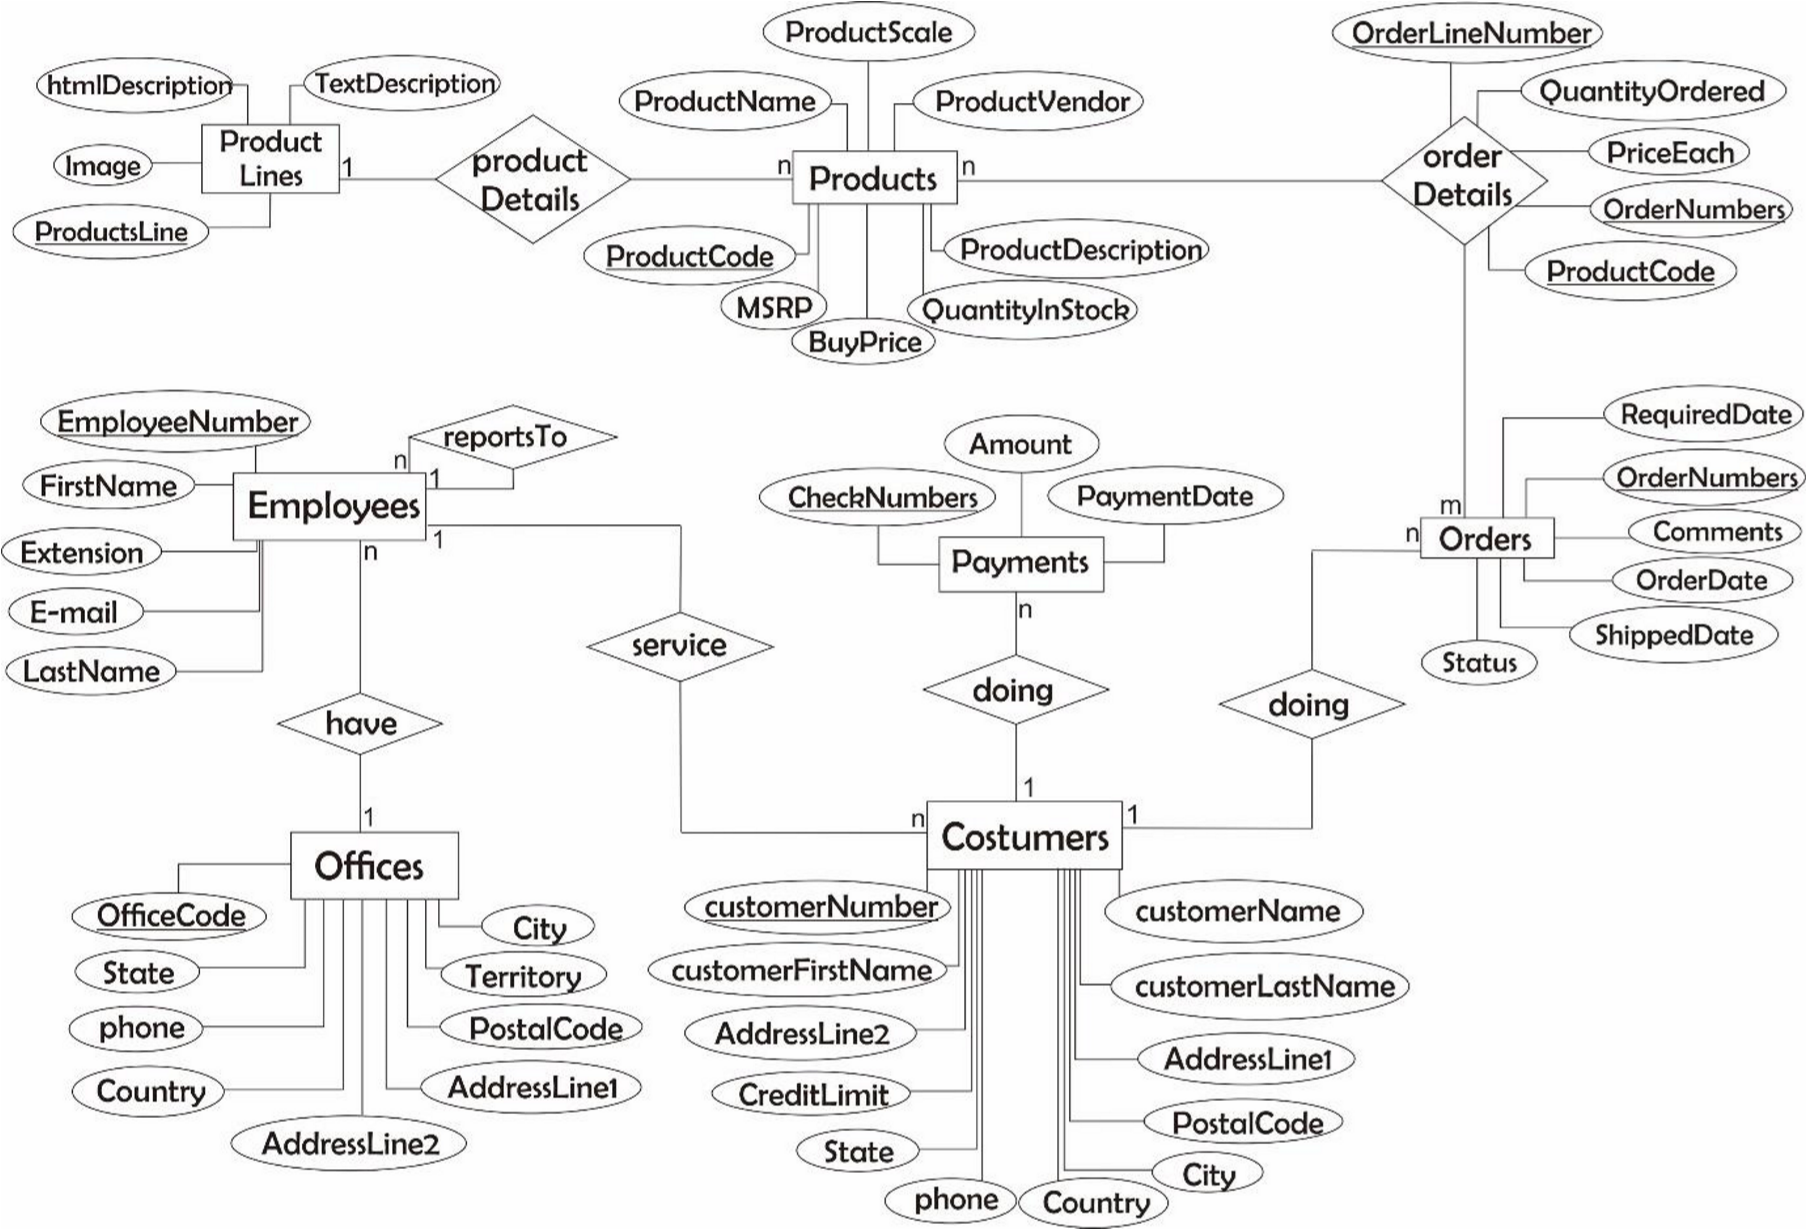 ProductScale
OrderLineNumber
htmlDescription
TextDescription
ProductName
ProductVendor
QuantityOrdered
Product
Lines
Image
1
product
Details
n
Products
n
order
Details
PriceEach
OrderNumbers
ProductsLine
ProductCode
ProductDescription
ProductCode
MSRP
QuantityInStock
BuyPrice
EmployeeNumber
reportsTo
n
1
Amount
RequiredDate
FirstName
Employees
CheckNumbers
PaymentDate
OrderNumbers
m
n
Orders
Comments
Extension
n
1
Payments
OrderDate
E-mail
n
ShippedDate
LastName
service
Status
have
doing
doing
1
1
1
n
Costumers
Offices
OfficeCode
City
customerNumber
customerName
State
Territory
customerFirstName
customerLastName
phone
PostalCode
AddressLine2
AddressLine1
Country
AddressLine1
CreditLimit
PostalCode
AddressLine2
State
City
phone
Country